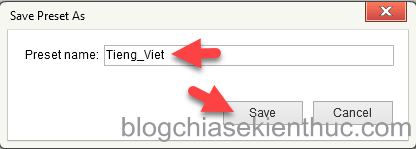 Save Preset As
Preset name: Tieng_Viet
Save Cancel
blogchiasekienthuc.com